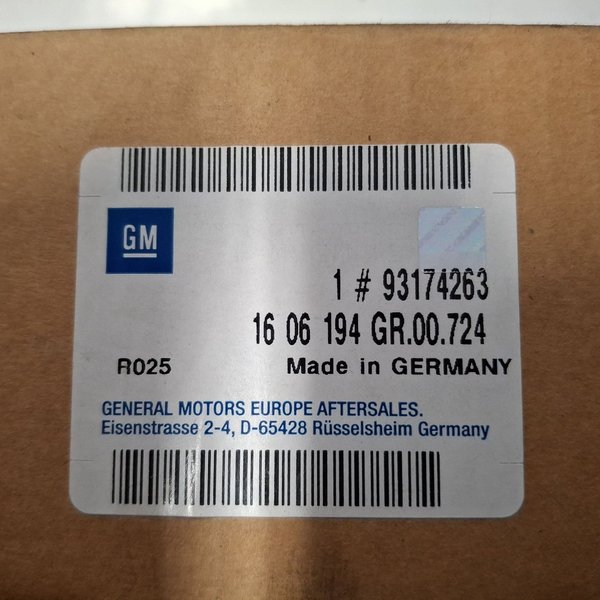 GM
1 # 93174263
16 06 194 GR.00.724
R025 Made in GERMANY
GENERAL MOTORS EUROPE AFTERSALES.
Eisenstrasse 2-4, D-65428 Rüsselsheim Germany